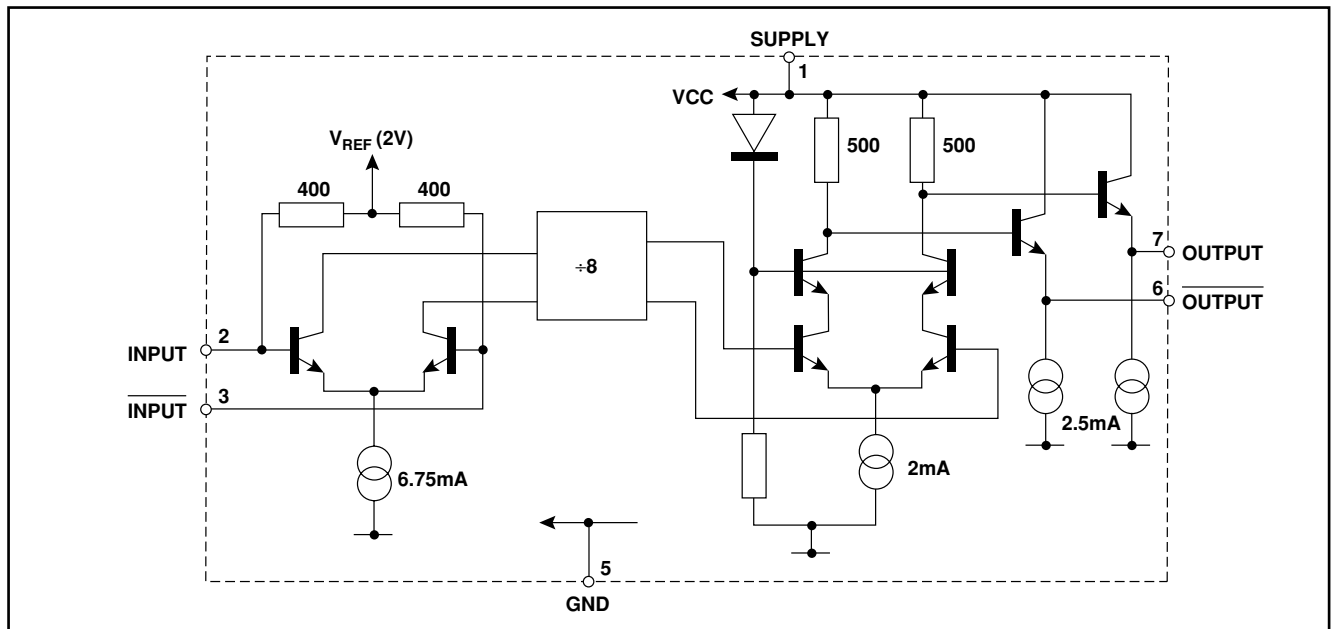 SUPPLY
1
VCC
V REF (2V)
400 400
500 500
÷8
7 OUTPUT
6 OUTPUT
2
INPUT
3
INPUT
2.5mA
6.75mA
2mA
5
GND